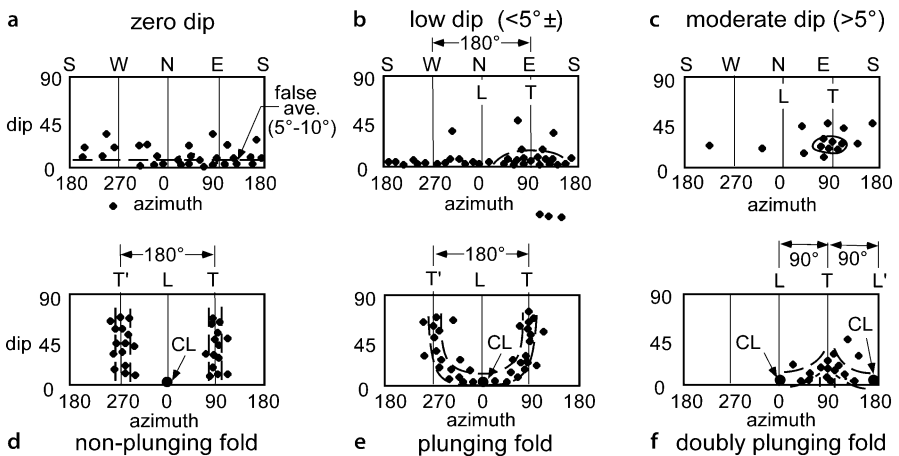 a zero dip
S W N E S
90
45
0
dip
false
ave.
(5°-10°)
180 270 0 90 180
azimuth
b low dip (<5°±)
180°
S W N E S
L T
90
45
0
180 270 0 90 180
azimuth
c moderate dip (>5°)
S W N E S
L T
90
45
0
180 270 0 90 180
azimuth
180°
T' L T
90
45
0
dip
CL
180 270 0 90 180
azimuth
d non-plunging fold
180°
T' L T
90
45
0
CL
180 270 0 90 180
azimuth
e plunging fold
90° 90°
L T L'
90
45
0
CL CL
180 270 0 90 180
azimuth
f doubly plunging fold